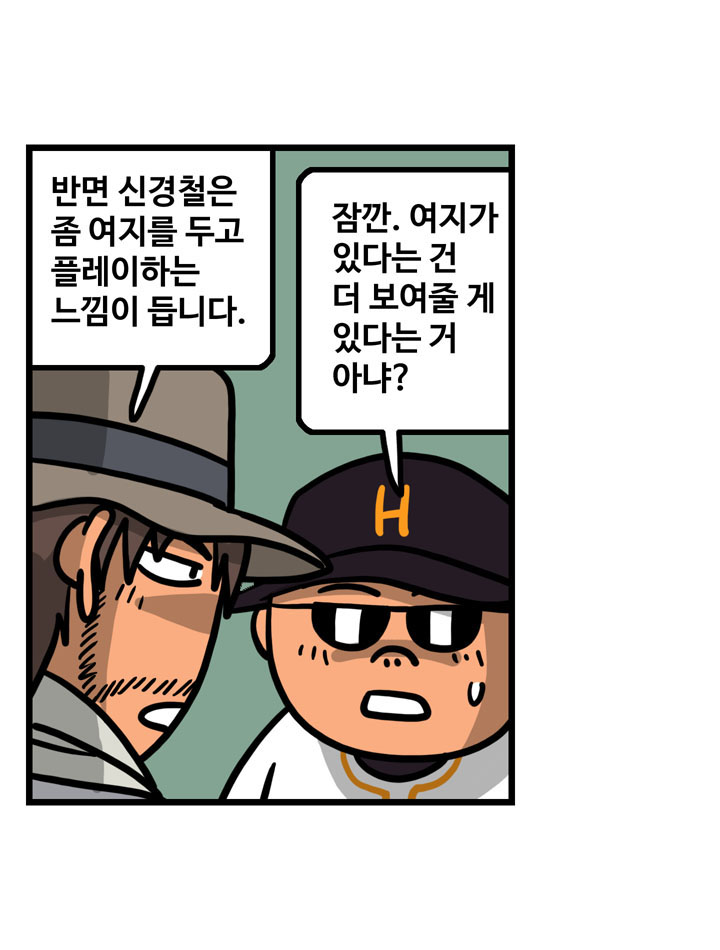 반면 신경철은
좀 여지를 두고
플레이하는
느낌이 듭니다.
잠깐. 여지가
있다는 건
더 보여줄 게
있다는 거
아냐?
H